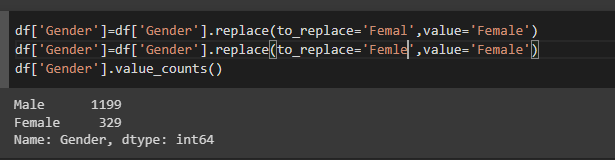 df['Gender']=df['Gender'].replace(to_replace='Femal',value='Female')
df['Gender']=df['Gender'].replace(to_replace='Femle',value='Female')
df['Gender'].value_counts()
Male      1199
Female     329
Name: Gender, dtype: int64